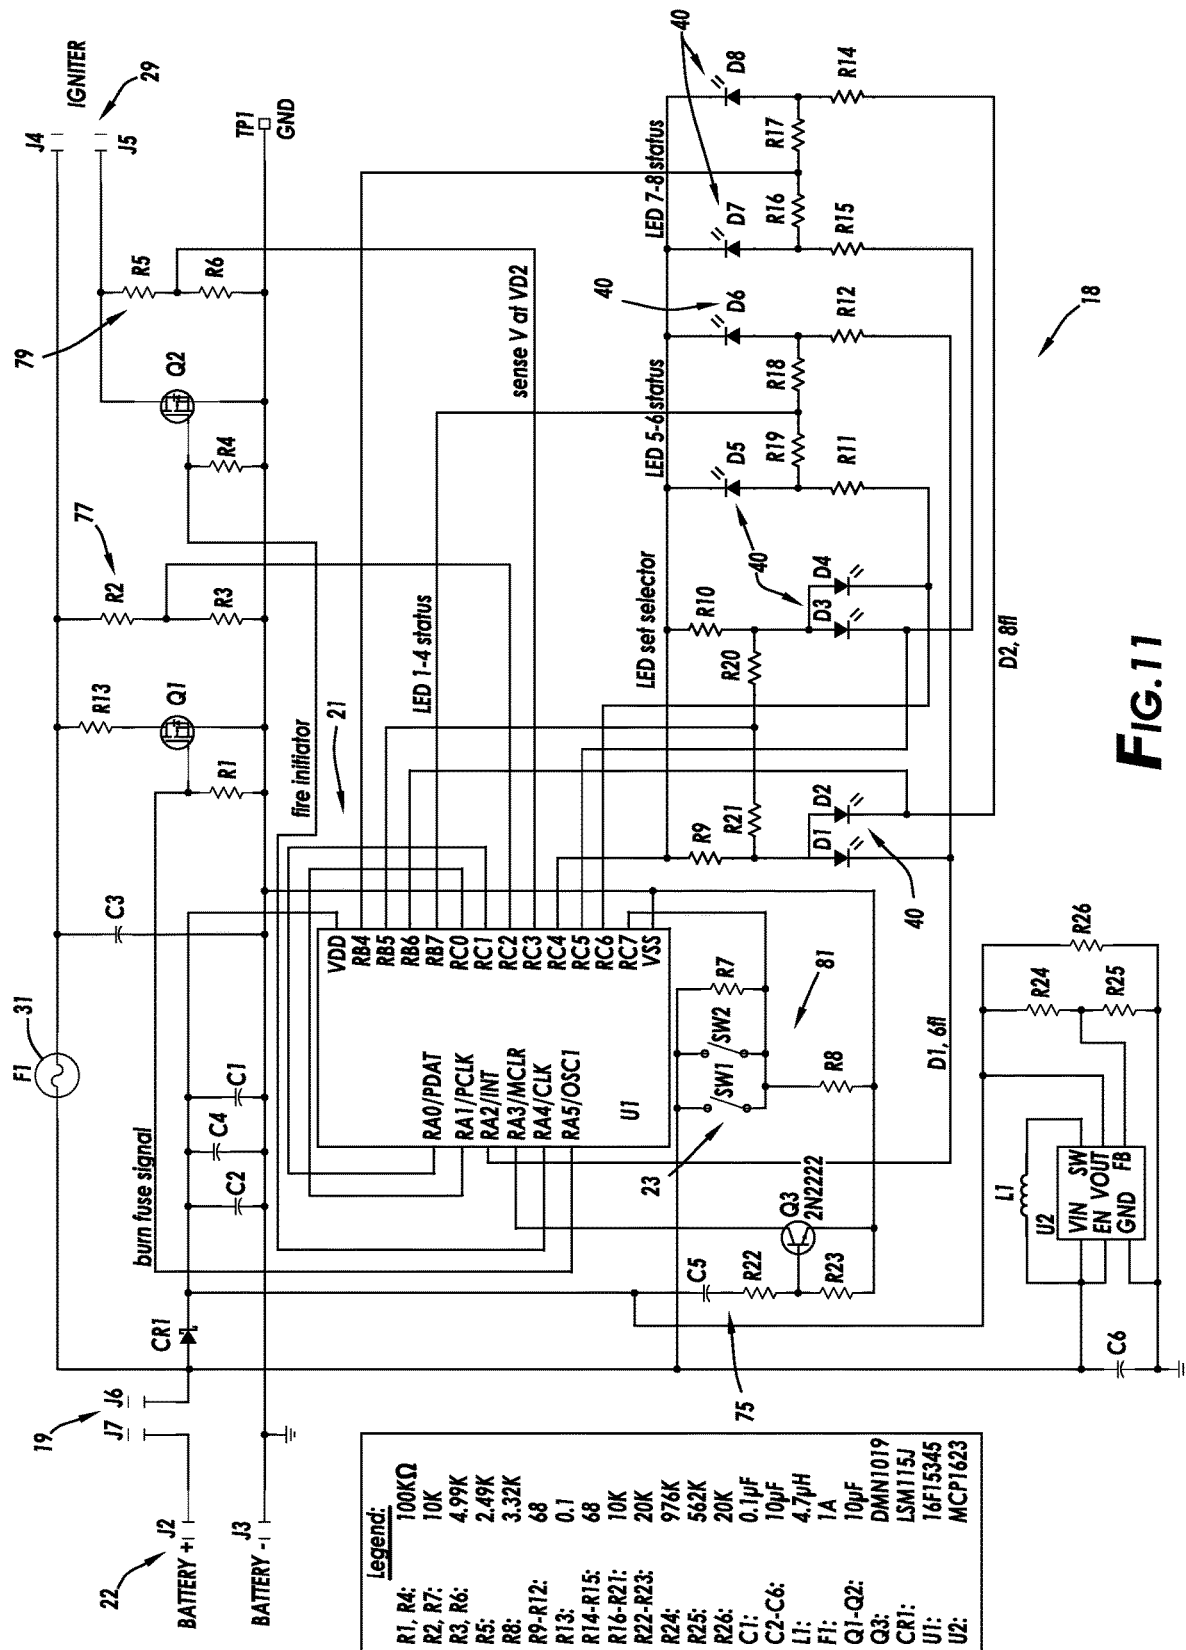 F1
31
J4
IGNITER
29
J5
19
J7
J6
CR1
burn fuse signal
C2
C4
C1
C3
R13
Q1
R1
R2
77
R3
79
R5
R6
Q2
R4
TP1
GND
22
J2
BATTERY +
BATTERY -
J3
fire initiator
21
VDD
RB4
RB5
RB6
RB7
RC0
RC1
RC2
RC3
RC4
RC5
RC6
RC7
VSS
RA0/PDAT
RA1/PCLK
RA2/INT
RA3/MCLR
RA4/CLK
RA5/OSC1
U1
LED 1-4 status
sense V at VD2
LED set selector
LED 5-6 status
LED 7-8 status
23
SW1
SW2
R7
81
R8
75
C5
R22
R23
Q3
2N2222
R9
R21
D1
D2
40
R10
R20
D3
D4
40
D5
R19
R11
R18
D6
40
R12
D7
R16
R15
R17
D8
40
R14
D1, 6fl
D2, 8fl
18
L1
U2
VIN
SW
EN
VOUT
GND
FB
C6
R24
R25
R26
Legend:
R1, R4: 100KΩ
R2, R7: 10K
R3, R6: 4.99K
R5: 2.49K
R8: 3.32K
R9-R12: 68
R13: 0.1
R14-R15: 68
R16-R21: 10K
R22-R23: 20K
R24: 976K
R25: 562K
R26: 20K
C1: 0.1µF
C2-C6: 10µF
L1: 4.7µH
F1: 1A
Q1-Q2: 10µF
Q3: DMN1019
CR1: LSM115J
U1: 16F15345
U2: MCP1623
FIG.11